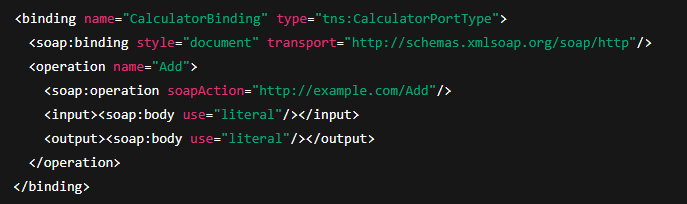 <binding name="CalculatorBinding" type="tns:CalculatorPortType">
<soap:binding style="document" transport="http://schemas.xmlsoap.org/soap/http"/>
<operation name="Add">
<soap:operation soapAction="http://example.com/Add"/>
<input><soap:body use="literal"/></input>
<output><soap:body use="literal"/></output>
</operation>
</binding>